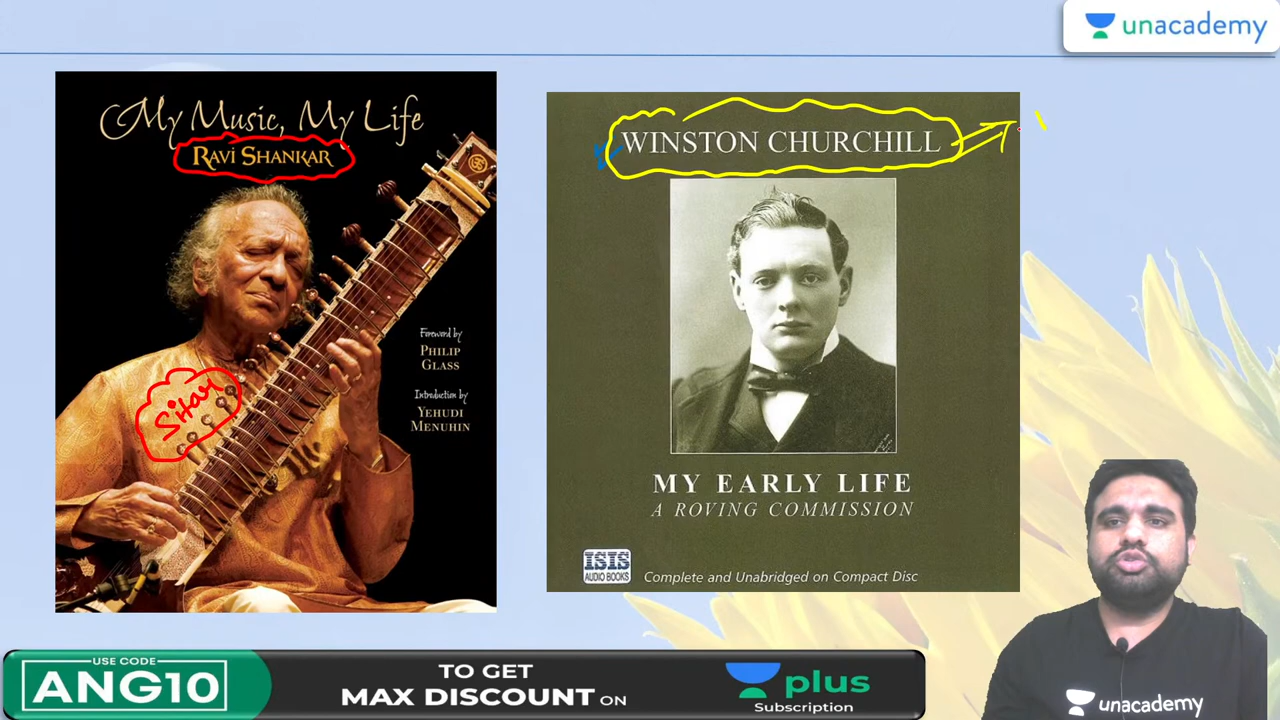 unacademy
My Music, My Life
RAVI SHANKAR
Foreword by
PHILIP
GLASS
Introduction by
YEHUDI
MENUHIN
Sitar
WINSTON CHURCHILL
MY EARLY LIFE
A ROVING COMMISSION
ISIS
AUDIO BOOKS
Complete and Unabridged on Compact Disc
USE CODE
ANG10
TO GET
MAX DISCOUNT ON
plus
Subscription
unacademy